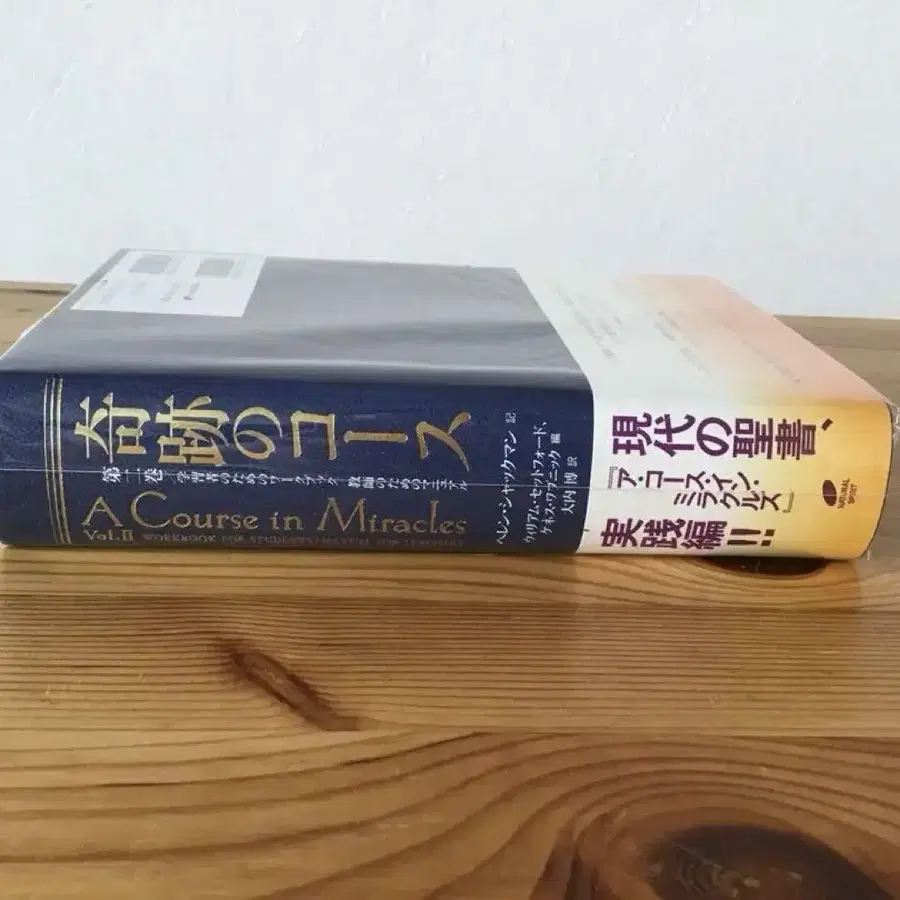 奇跡のコース
第二巻 学習者のためのワークブック 教師のためのマニュアル
A Course in Miracles
Vol.II WORKBOOK FOR STUDENTS/MANUAL FOR TEACHERS
ヘレン・シャックマン 記
ウィリアム・セットフォード、
ケネス・ワプニック 編
大内 博 訳
現代の聖書、
『ア・コース・イン・
ミラクルズ』
実践編!!
NATURAL
SPIRIT